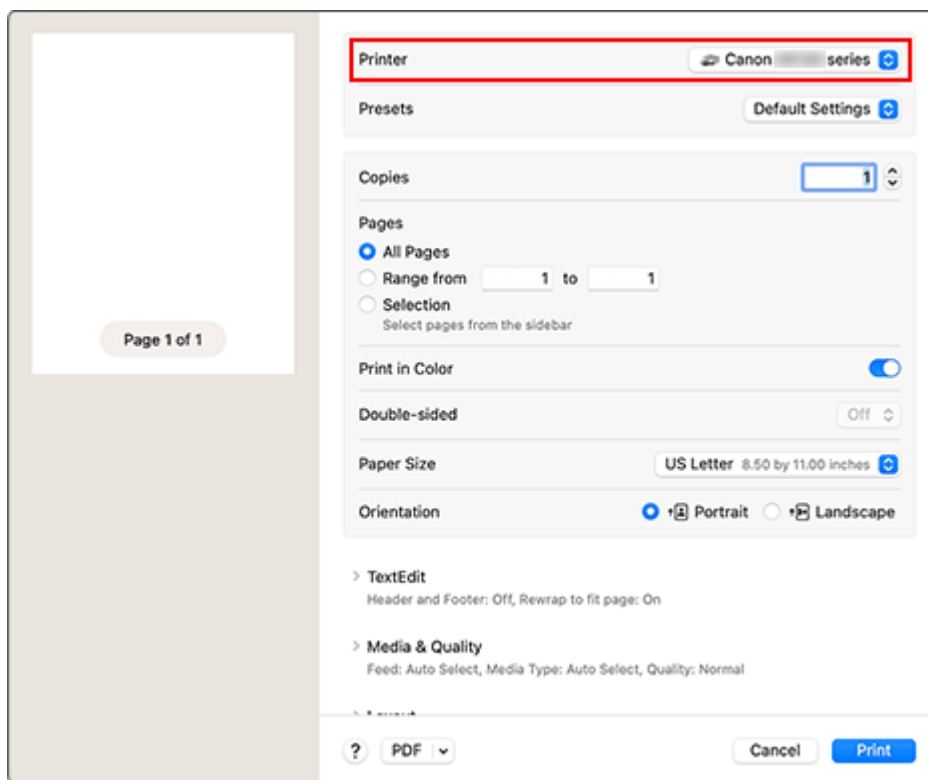 Printer Canon series
Presets Default Settings
Copies 1
Pages
All Pages
Range from 1 to 1
Selection
Select pages from the sidebar
Page 1 of 1
Print in Color
Double-sided Off
Paper Size US Letter 8.50 by 11.00 inches
Orientation Portrait Landscape
TextEdit
Header and Footer: Off, Rewrap to fit page: On
Media & Quality
Feed: Auto Select, Media Type: Auto Select, Quality: Normal
? PDF Cancel Print